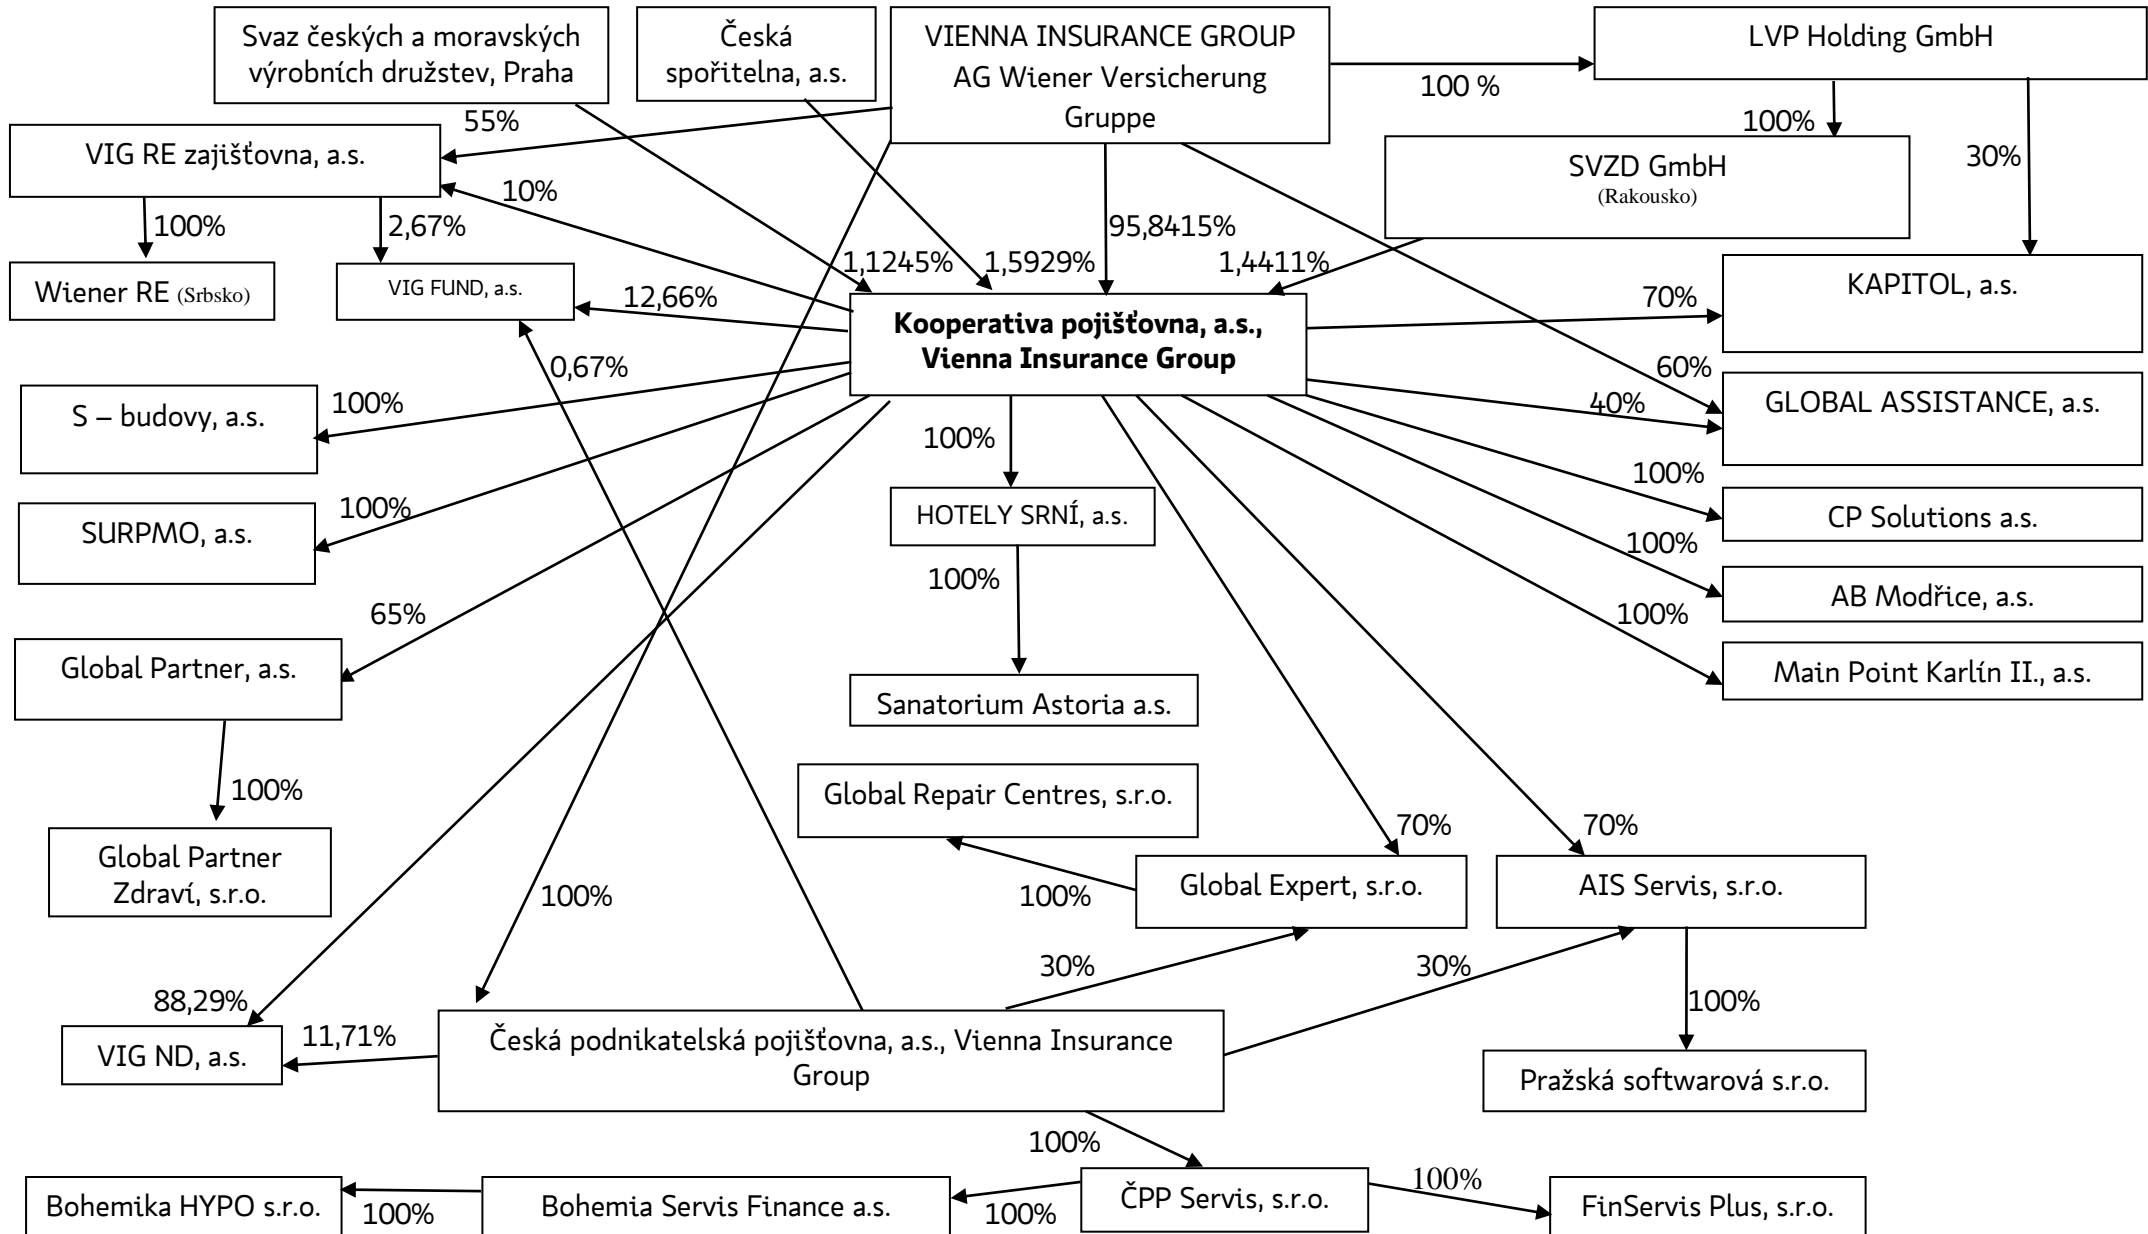 Svaz českých a moravských
výrobních družstev, Praha
Česká
spořitelna, a.s.
VIENNA INSURANCE GROUP
AG Wiener Versicherung
Gruppe
LVP Holding GmbH
100 %
55%
100%
30%
VIG RE zajišťovna, a.s.
SVZD GmbH
(Rakousko)
10%
100%
2,67%
95,8415%
1,1245%
1,5929%
1,4411%
Wiener RE (Srbsko)
VIG FUND, a.s.
12,66%
KAPITOL, a.s.
70%
Kooperativa pojišťovna, a.s.,
Vienna Insurance Group
0,67%
60%
S – budovy, a.s.
100%
40%
GLOBAL ASSISTANCE, a.s.
100%
100%
SURPMO, a.s.
100%
HOTELY SRNÍ, a.s.
CP Solutions a.s.
100%
100%
AB Modřice, a.s.
65%
100%
Global Partner, a.s.
Main Point Karlín II., a.s.
Sanatorium Astoria a.s.
100%
Global Repair Centres, s.r.o.
70%
70%
Global Partner
Zdraví, s.r.o.
100%
100%
Global Expert, s.r.o.
AIS Servis, s.r.o.
30%
30%
88,29%
100%
VIG ND, a.s.
11,71%
Česká podnikatelská pojišťovna, a.s., Vienna Insurance
Group
Pražská softwarová s.r.o.
100%
Bohemika HYPO s.r.o.
100%
Bohemia Servis Finance a.s.
100%
ČPP Servis, s.r.o.
100%
FinServis Plus, s.r.o.